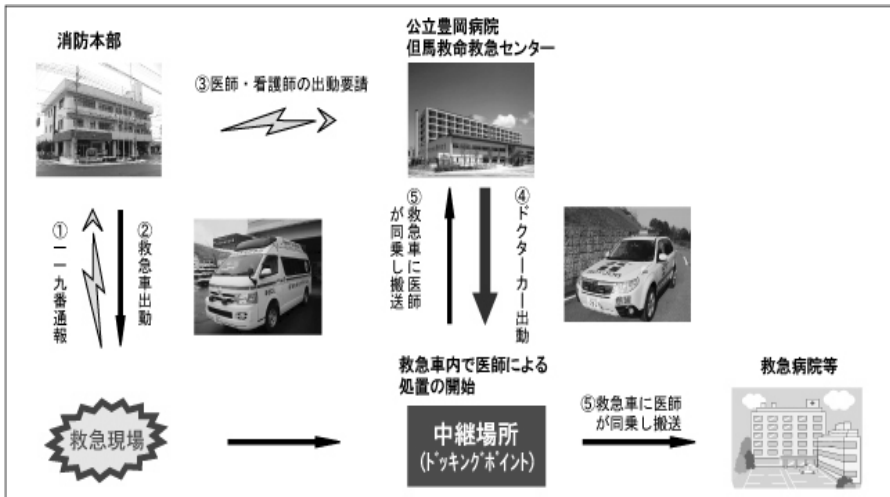 消防本部
公立豊岡病院
但馬救命救急センター
③医師・看護師の出動要請
①一一九番通報
②救急車出動
⑤救急車に医師
が同乗し搬送
④ドクターカー出動
救急車内で医師による
処置の開始
救急病院等
救急現場
中継場所
(ﾄﾞｯｷﾝｸﾞﾎﾟｲﾝﾄ)
⑤救急車に医師
が同乗し搬送